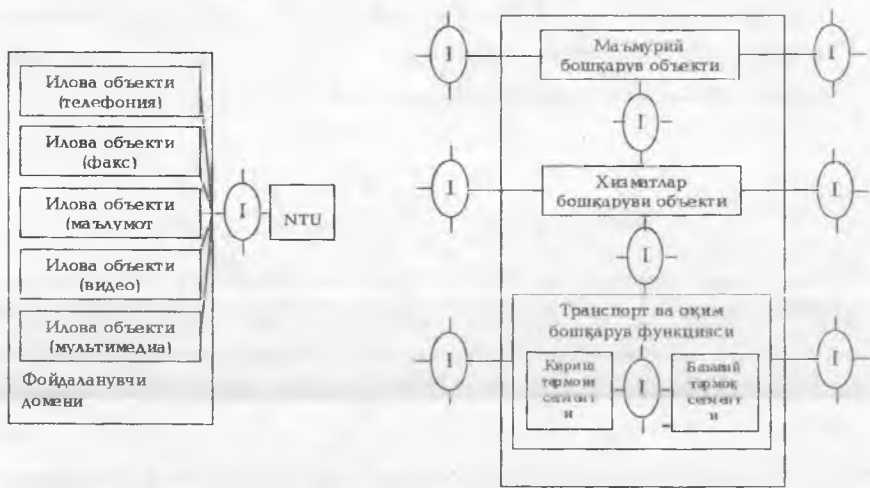 Илова объекти
(телефония)
Илова объекти
(факс)
Илова объекти
(маълумот
Илова объекти
(видео)
Илова объекти
(мультимедиа)
Фойдаланувчи
домени
I
NTU
I
Маъмурий
бошқарув объекти
I
I
I
Хизматлар
бошқаруви объекти
I
I
Транспорт ва оқим
бошқарув функцияси
I
Кириш
тармоғи
сегмент
и
I
Базавий
тармоқ
сегмент
и
I